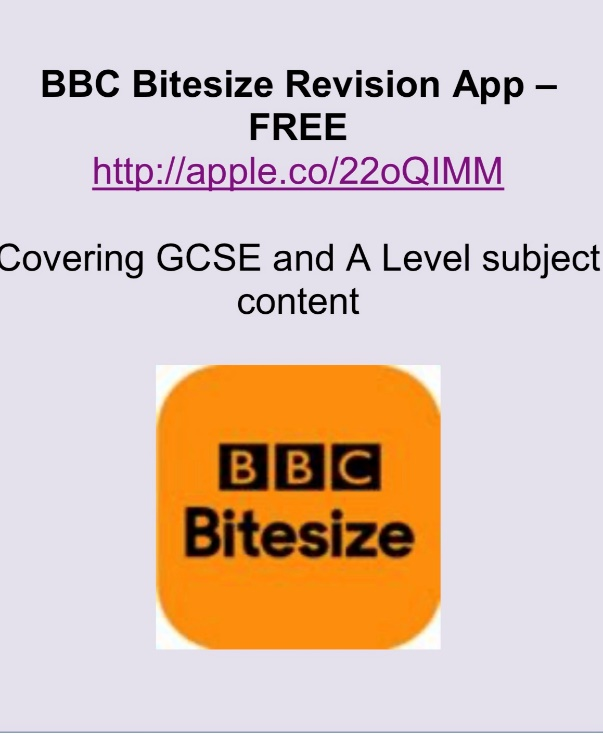 BBC Bitesize Revision App –
FREE
http://apple.co/22oQIMM
Covering GCSE and A Level subject
content
BBC
Bitesize